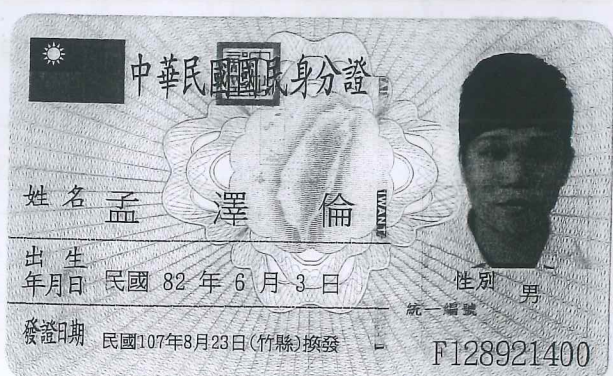 中華民國國民身分證
姓名 孟澤倫
出生年月日 民國 82 年 6 月 3 日
性別 男
統一編號
發證日期 民國107年8月23日(竹縣)換發
F128921400